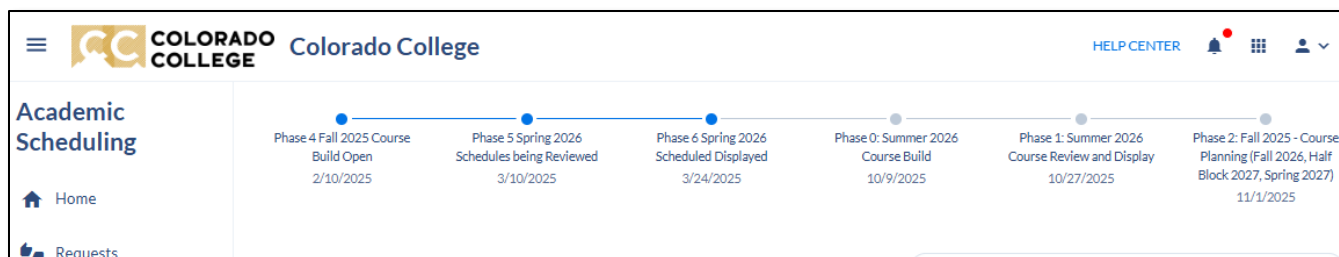 COLORADO
COLLEGE
Colorado College
HELP CENTER
Academic
Scheduling
Home
Requests
Phase 4 Fall 2025 Course
Build Open
2/10/2025
Phase 5 Spring 2026
Schedules being Reviewed
3/10/2025
Phase 6 Spring 2026
Scheduled Displayed
3/24/2025
Phase 0: Summer 2026
Course Build
10/9/2025
Phase 1: Summer 2026
Course Review and Display
10/27/2025
Phase 2: Fall 2025 - Course
Planning (Fall 2026, Half
Block 2027, Spring 2027)
11/1/2025